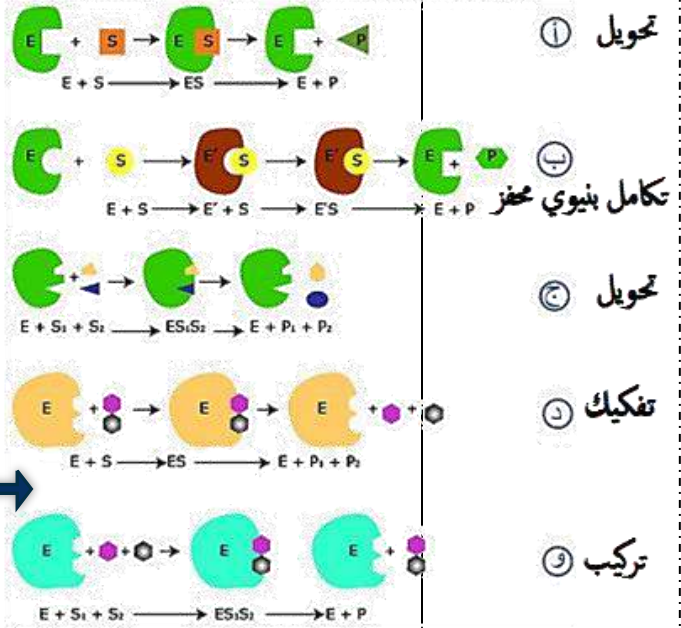 E + S → E S → E + P
أ تحويل
E + S → ES → E + P
E + S → E' S → E' S → E + P
ب
تكامل بنيوي محفز
E + S → E' + S → E'S → E + P
E + → E → E
ج تحويل
E + S₁ + S₂ → ES₁S₂ → E + P₁ + P₂
E + → E → E + +
د تفكيك
E + S → ES → E + P₁ + P₂
E + + → E E +
و تركيب
E + S₁ + S₂ → ES₁S₂ → E + P